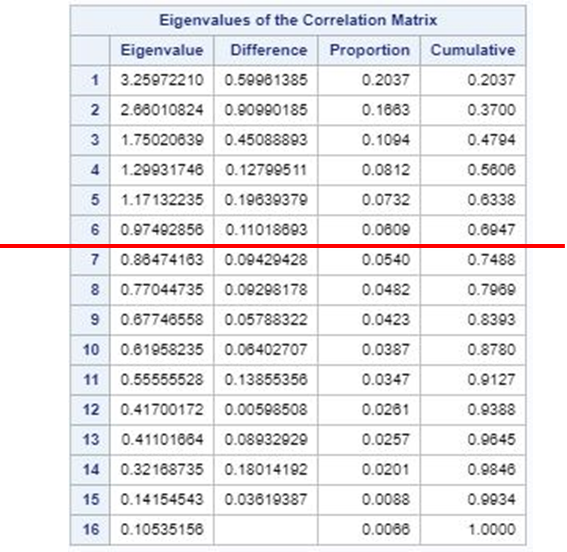 Eigenvalues of the Correlation Matrix
Eigenvalue Difference Proportion Cumulative
1 3.25972210 0.59961385 0.2037 0.2037
2 2.66010824 0.90990185 0.1663 0.3700
3 1.75020639 0.45088893 0.1094 0.4794
4 1.29931746 0.12799511 0.0812 0.5606
5 1.17132235 0.19639379 0.0732 0.6338
6 0.97492856 0.11018693 0.0609 0.6947
7 0.86474163 0.09429428 0.0540 0.7488
8 0.77044735 0.09298178 0.0482 0.7969
9 0.67746558 0.05788322 0.0423 0.8393
10 0.61958235 0.06402707 0.0387 0.8780
11 0.55555528 0.13855356 0.0347 0.9127
12 0.41700172 0.00598508 0.0261 0.9388
13 0.41101664 0.08932929 0.0257 0.9645
14 0.32168735 0.18014192 0.0201 0.9846
15 0.14154543 0.03619387 0.0088 0.9934
16 0.10535156 0.0066 1.0000